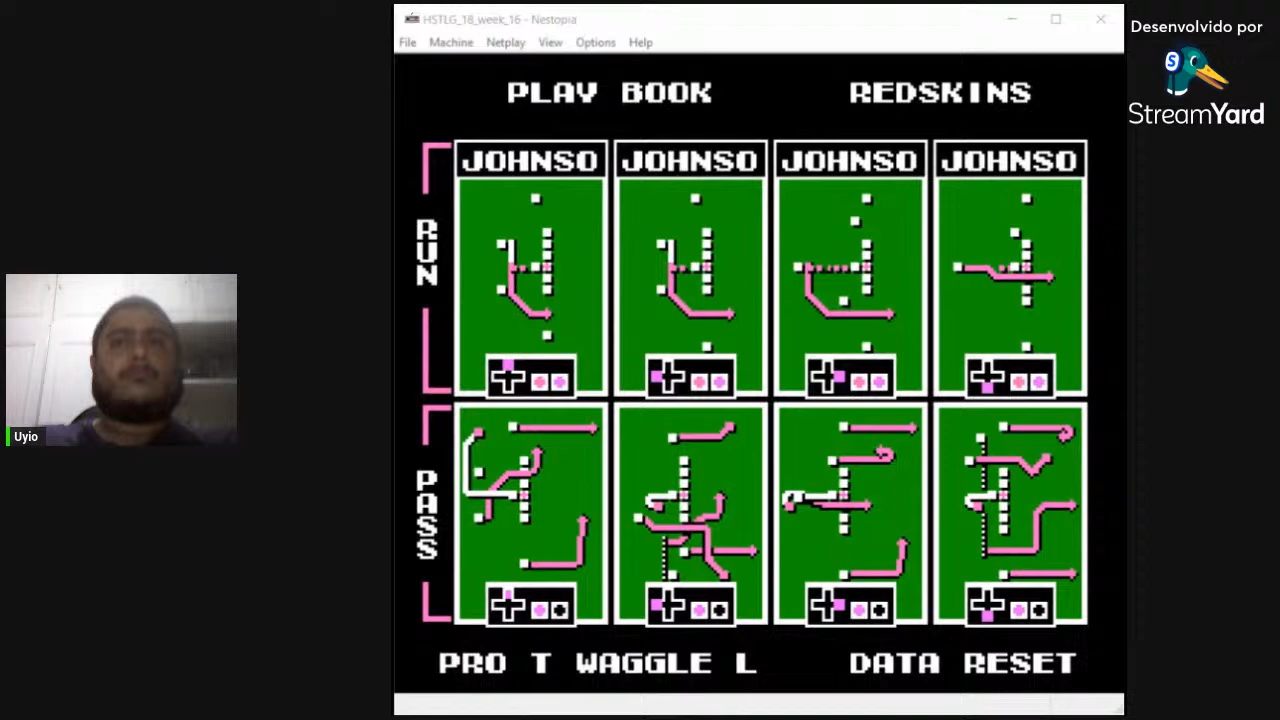 HSTLG_18_week_16 - Nestopia
File Machine Netplay View Options Help
Desenvolvido por
S
StreamYard
PLAY BOOK REDSKINS
JOHNSO JOHNSO JOHNSO JOHNSO
RUN
PASS
Uyio
PRO T WAGGLE L DATA RESET